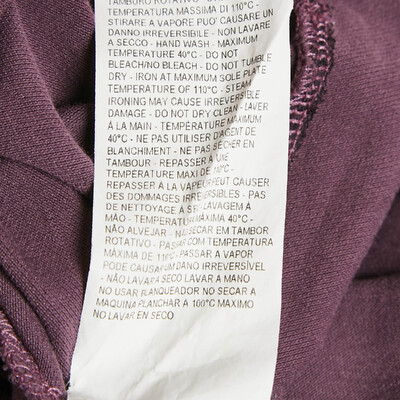 TAMBURO ROTATIVO
TEMPERATURA MASSIMA DI 110°C -
STIRARE A VAPORE PUO' CAUSARE UN
DANNO IRREVERSIBILE - NON LAVARE
A SECCO - HAND WASH - MAXIMUM
TEMPERATURE 40°C - DO NOT
BLEACH/NO BLEACH - DO NOT TUMBLE
DRY - IRON AT MAXIMUM SOLE PLATE
TEMPERATURE OF 110°C - STEAM
IRONING MAY CAUSE IRREVERSIBLE
DAMAGE - DO NOT DRY CLEAN - LAVER
À LA MAIN - TEMPÉRATURE MAXIMUM
40°C - NE PAS UTILISER D'AGENT DE
BLANCHIMENT - NE PAS SÉCHER EN
TAMBOUR - REPASSER À UNE
TEMPÉRATURE MAXI DE 110°C -
REPASSER À LA VAPEUR PEUT CAUSER
DES DOMMAGES IRRÉVERSIBLES - PAS
DE NETTOYAGE À SEC - LAVAGEM À
MÃO - TEMPERATURA MÁXIMA 40°C -
NÃO ALVEJAR - NÃO SECAR EM TAMBOR
ROTATIVO - PASSAR COM TEMPERATURA
MÁXIMA DE 110°C - PASSAR A VAPOR
PODE CAUSAR UM DANO IRREVERSÍVEL
- NÃO LAVAR A SECO LAVAR A MANO
NO USAR BLANQUEADOR NO SECAR A
MAQUINA PLANCHAR A 100°C MAXIMO
NO LAVAR EN SECO